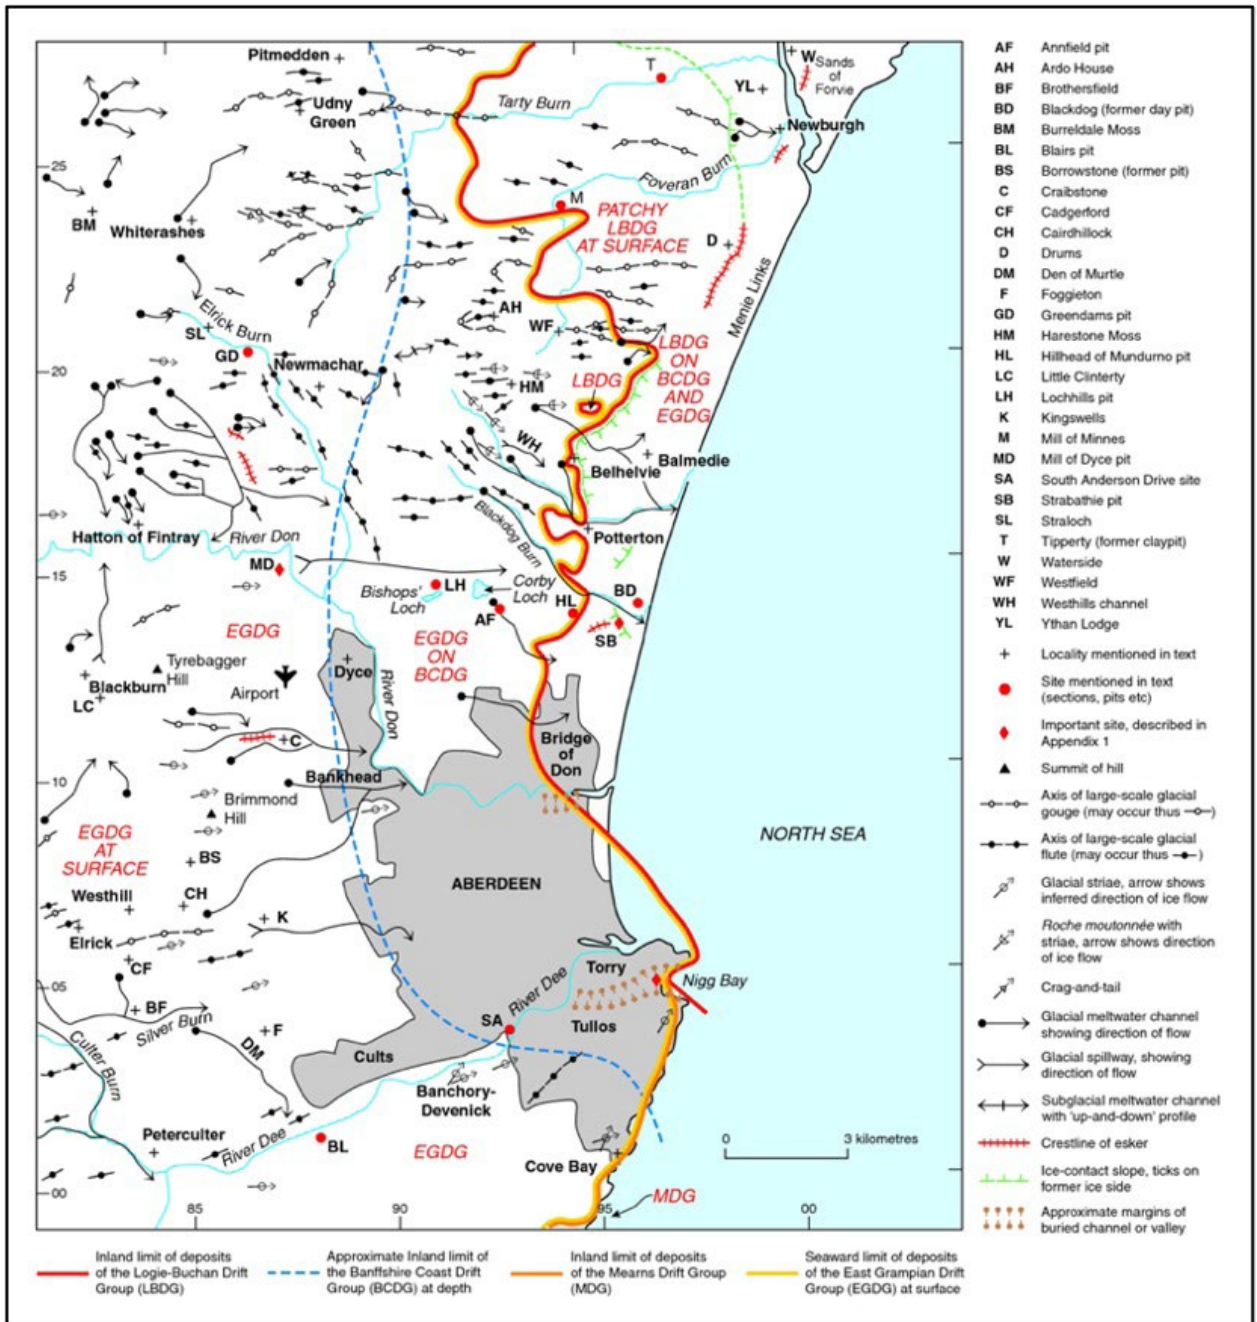 Pitmedden
Udny
Green
Tarty Burn
T
YL
W
Sands
of
Forvie
Newburgh
25
Foveran Burn
M
BM
Whiterashes
PATCHY
LBDG
AT SURFACE
D
Menie Links
AH
WF
Elrick Burn
SL
GD
Newmachar
20
LBDG
ON
BCDG
AND
EGDG
LBDG
HM
WH
Belhelvie
Balmedie
Hatton of Fintray
River Don
Blackdog Burn
Potterton
MD
15
Bishops'
Loch
LH
Corby
Loch
AF
HL
BD
SB
EGDG
EGDG
ON
BCDG
Tyrebagger
Hill
Blackburn
LC
Airport
Dyce
River Don
C
Bankhead
Bridge
of
Don
10
Brimmond
Hill
EGDG
AT
SURFACE
BS
NORTH SEA
ABERDEEN
Westhill
CH
K
Elrick
CF
05
BF
Silver Burn
F
DM
Culter Burn
Torry
River Dee
Nigg Bay
SA
Tullos
Cults
Banchory-
Devenick
Peterculter
River Dee
BL
EGDG
Cove Bay
0
3 kilometres
MDG
00
85
90
95
00
AF Annfield pit
AH Ardo House
BF Brothersfield
BD Blackdog (former day pit)
BM Burreldale Moss
BL Blairs pit
BS Borrowstone (former pit)
C Craibstone
CF Cadgerford
CH Cairdhillock
D Drums
DM Den of Murtle
F Foggieton
GD Greendams pit
HM Harestone Moss
HL Hillhead of Mundurno pit
LC Little Clinterty
LH Lochhills pit
K Kingswells
M Mill of Minnes
MD Mill of Dyce pit
SA South Anderson Drive site
SB Strabathie pit
SL Straloch
T Tipperty (former claypit)
W Waterside
WF Westfield
WH Westhills channel
YL Ythan Lodge
Locality mentioned in text
Site mentioned in text
(sections, pits etc)
Important site, described in
Appendix 1
Summit of hill
Axis of large-scale glacial
gouge (may occur thus )
Axis of large-scale glacial
flute (may occur thus )
Glacial striae, arrow shows
inferred direction of ice flow
Roche moutonnée with
striae, arrow shows direction
of ice flow
Crag-and-tail
Glacial meltwater channel
showing direction of flow
Glacial spillway, showing
direction of flow
Subglacial meltwater channel
with 'up-and-down' profile
Crestline of esker
Ice-contact slope, ticks on
former ice side
Approximate margins of
buried channel or valley
Inland limit of deposits
of the Logie-Buchan Drift
Group (LBDG)
Approximate Inland limit of
the Banffshire Coast Drift
Group (BCDG) at depth
Inland limit of deposits
of the Mearns Drift Group
(MDG)
Seaward limit of deposits
of the East Grampian Drift
Group (EGDG) at surface